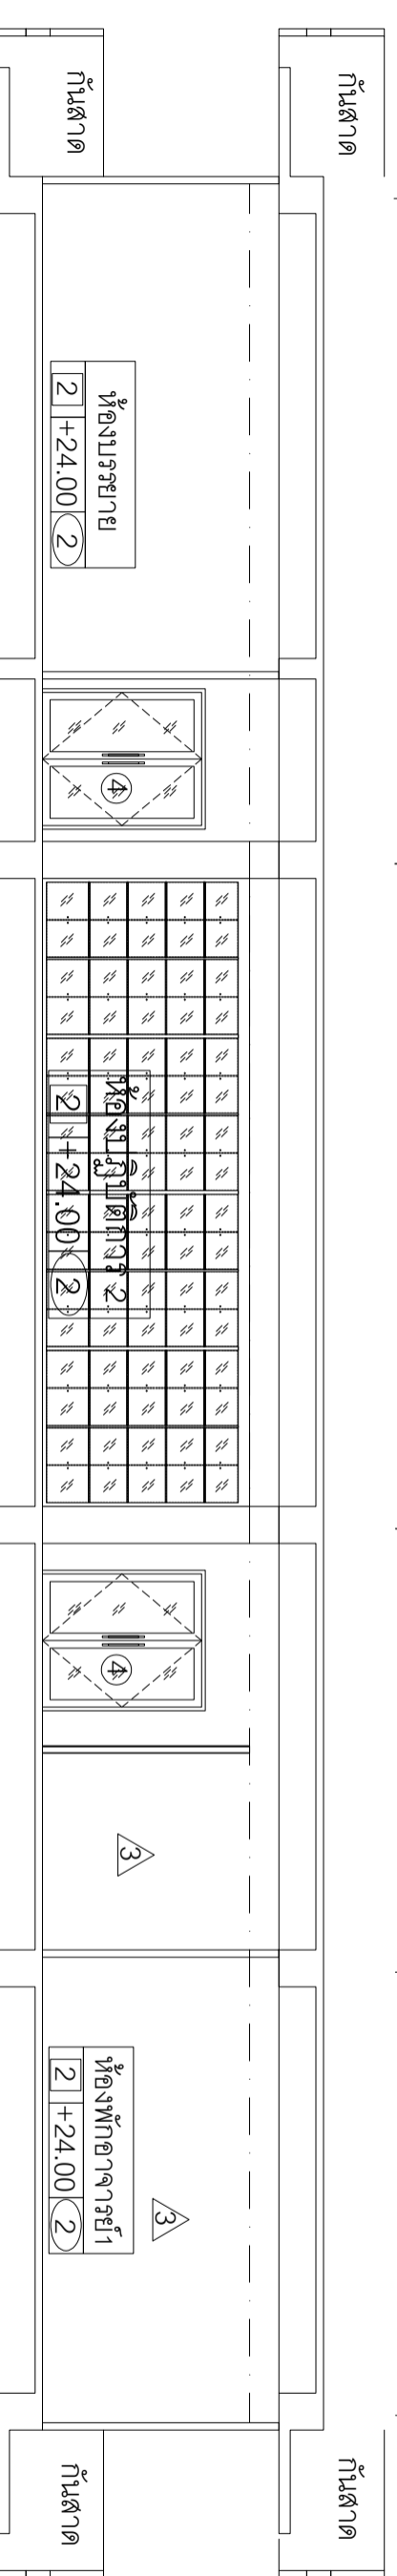 กันสาด
กันสาด
ห้องบรรยาย
2 +24.00 2
4
ห้องปฏิบัติการ 2
2 +24.00 2
4
3
3
ห้องพักอาจารย์1
2 +24.00 2
กันสาด
กันสาด